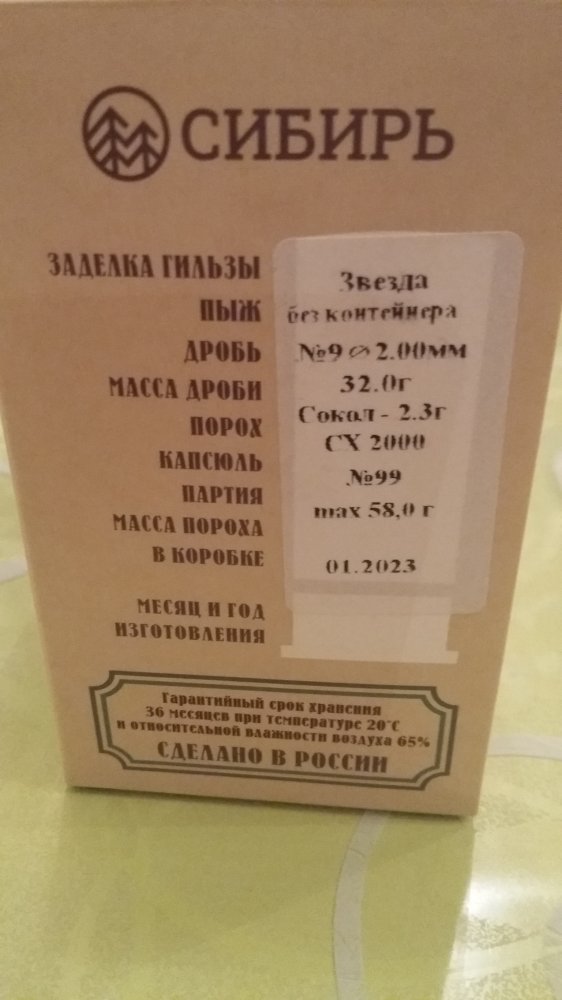 СИБИРЬ
ЗАДЕЛКА ГИЛЬЗЫ Звезда
ПЫЖ без контейнера
ДРОБЬ №9 ⌀ 2.00мм
МАССА ДРОБИ 32.0г
ПОРОХ Сокол - 2.3г
КАПСЮЛЬ СХ 2000
ПАРТИЯ №99
МАССА ПОРОХА max 58,0 г
В КОРОБКЕ
МЕСЯЦ И ГОД 01.2023
ИЗГОТОВЛЕНИЯ
Гарантийный срок хранения
36 месяцев при температуре 20°С
и относительной влажности воздуха 65%
СДЕЛАНО В РОССИИ